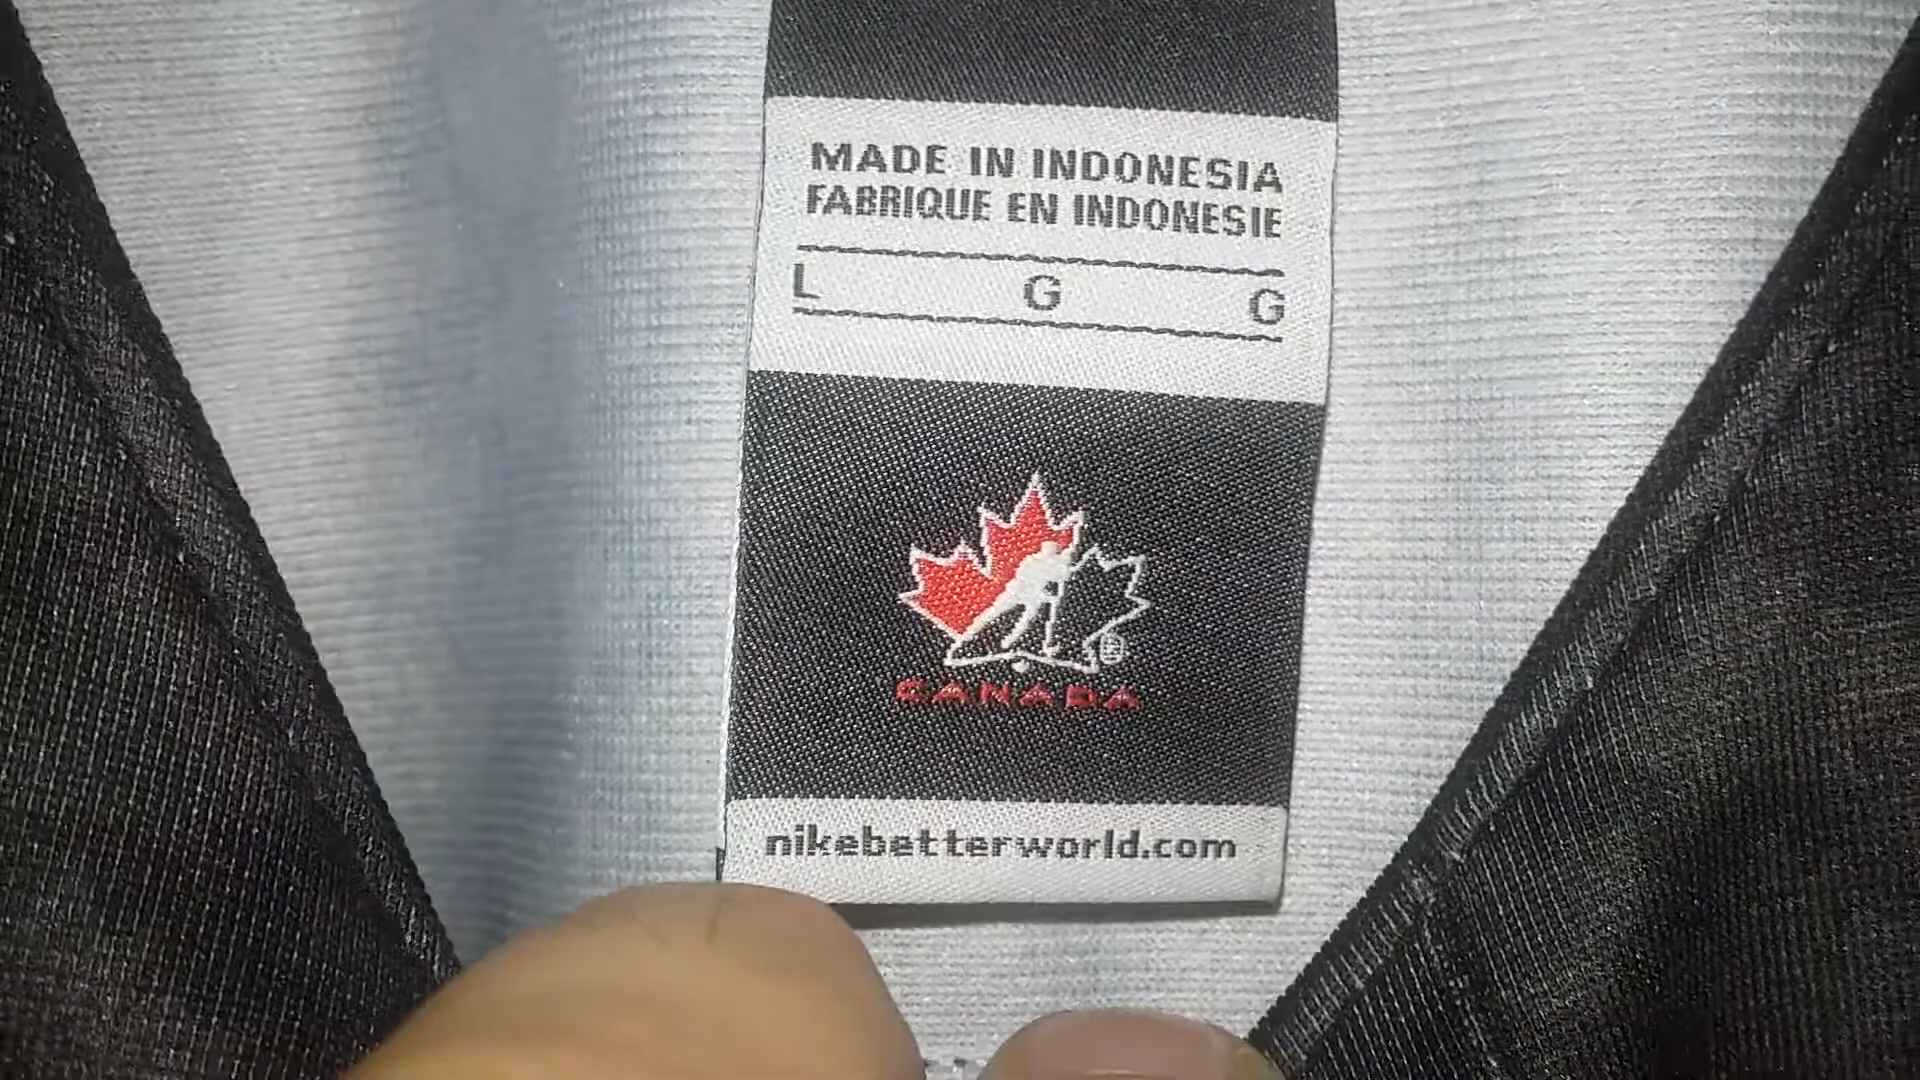 MADE IN INDONESIA
FABRIQUE EN INDONESIE
L G G
CANADA
nikebetterworld.com